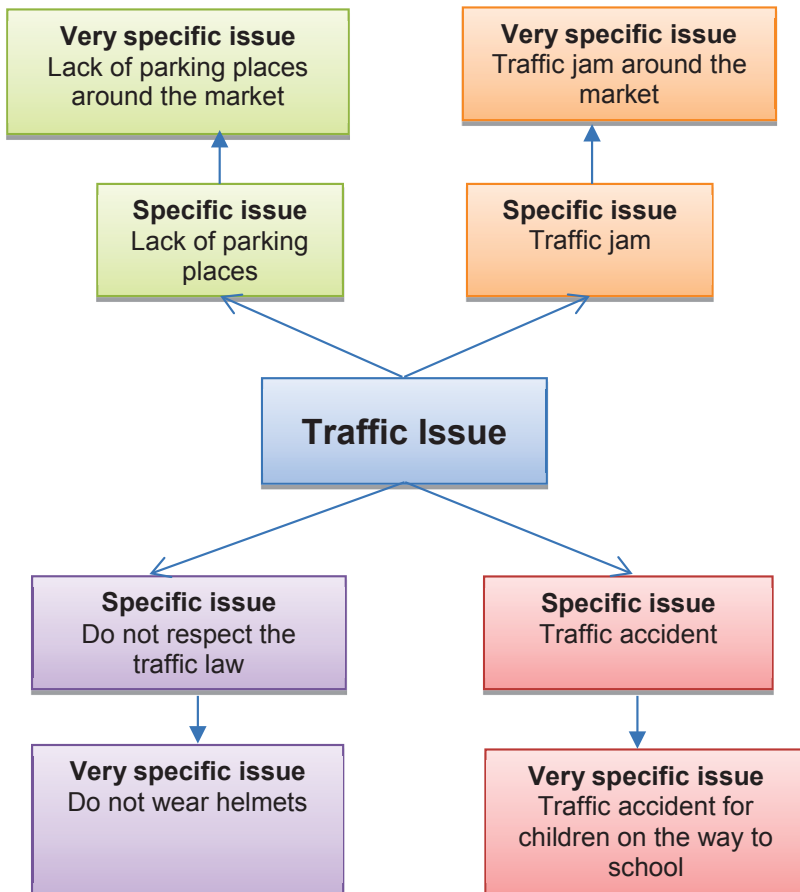 Very specific issue
Lack of parking places
around the market
Very specific issue
Traffic jam around the
market
Specific issue
Lack of parking
places
Specific issue
Traffic jam
Traffic Issue
Specific issue
Do not respect the
traffic law
Specific issue
Traffic accident
Very specific issue
Do not wear helmets
Very specific issue
Traffic accident for
children on the way to
school